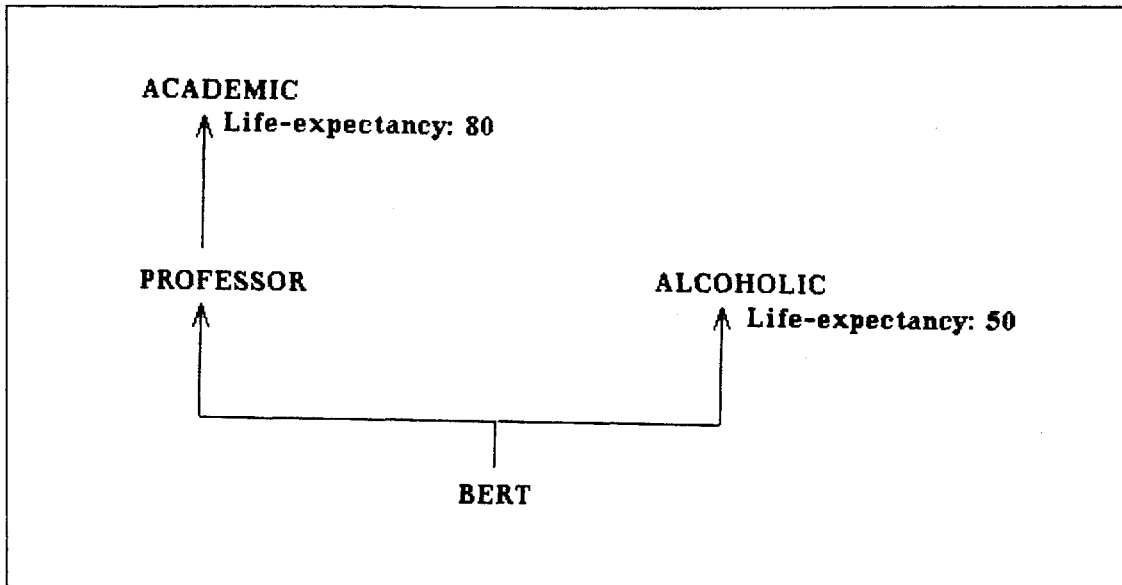 ACADEMIC
Life-expectancy: 80
PROFESSOR
ALCOHOLIC
Life-expectancy: 50
BERT